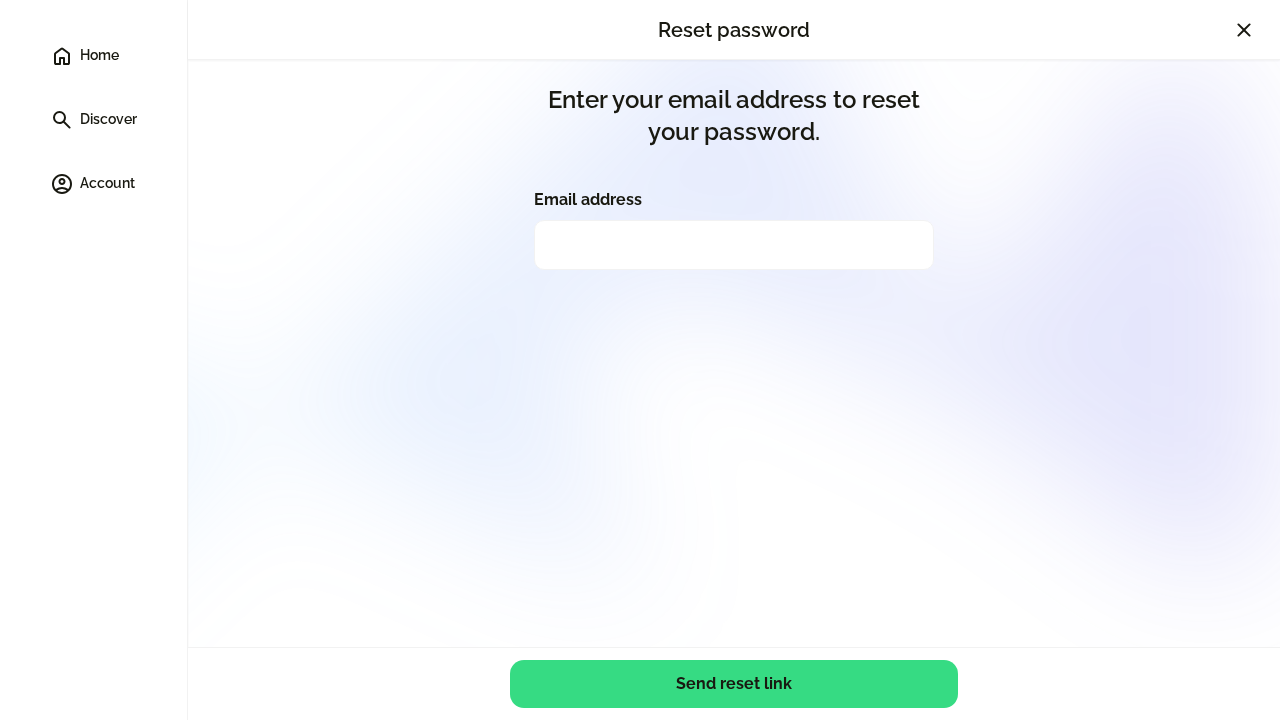 Home
Discover
Account
Reset password
Enter your email address to reset
your password.
Email address
Send reset link